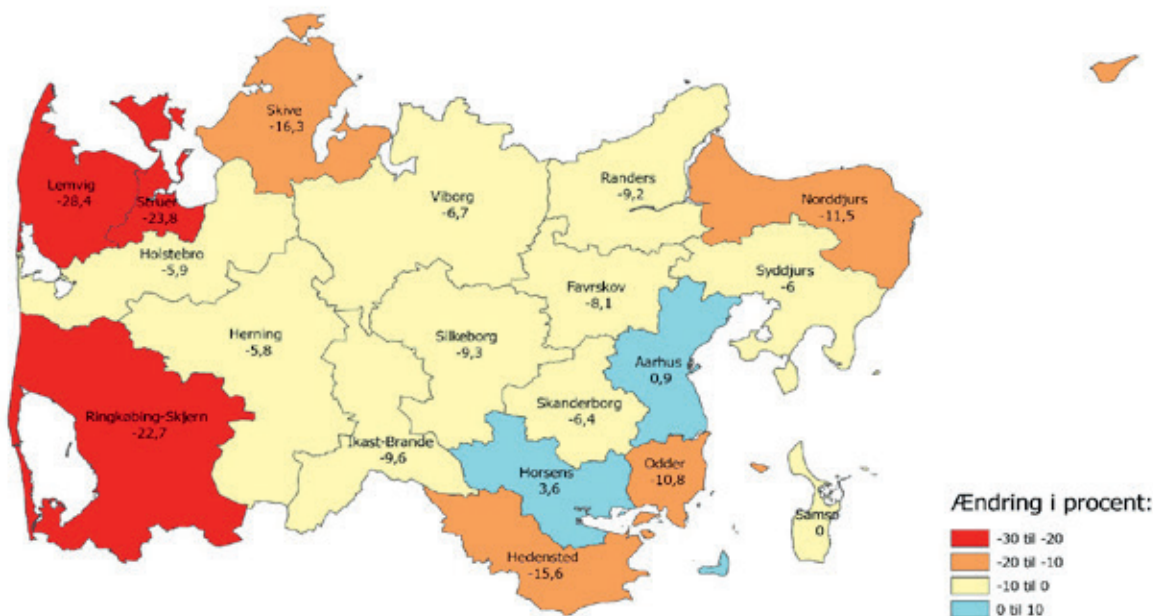 Skive
-16,3
Lemvig
-28,4
Struer
-23,8
Randers
-9,2
Viborg
-6,7
Norddjurs
-11,5
Holstebro
-5,9
Syddjurs
-6
Favrskov
-8,1
Herning
-5,8
Silkeborg
-9,3
Aarhus
0,9
Skanderborg
-6,4
Ringkøbing-Skjern
-22,7
Ikast-Brande
-9,6
Horsens
3,6
Odder
-10,8
Samsø
0
Hedensted
-15,6
Ændring i procent:
-30 til -20
-20 til -10
-10 til 0
0 til 10